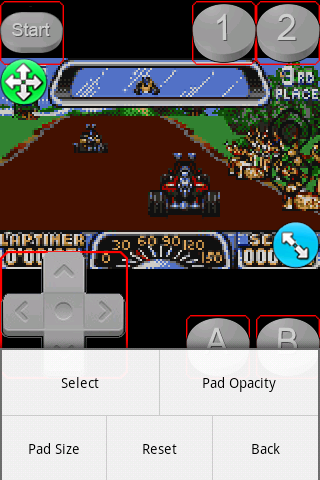 Start
1
2
3RD
PLACE
LAPTIMER
30 60 90 120
0 150
A
B
Select
Pad Opacity
Pad Size
Reset
Back